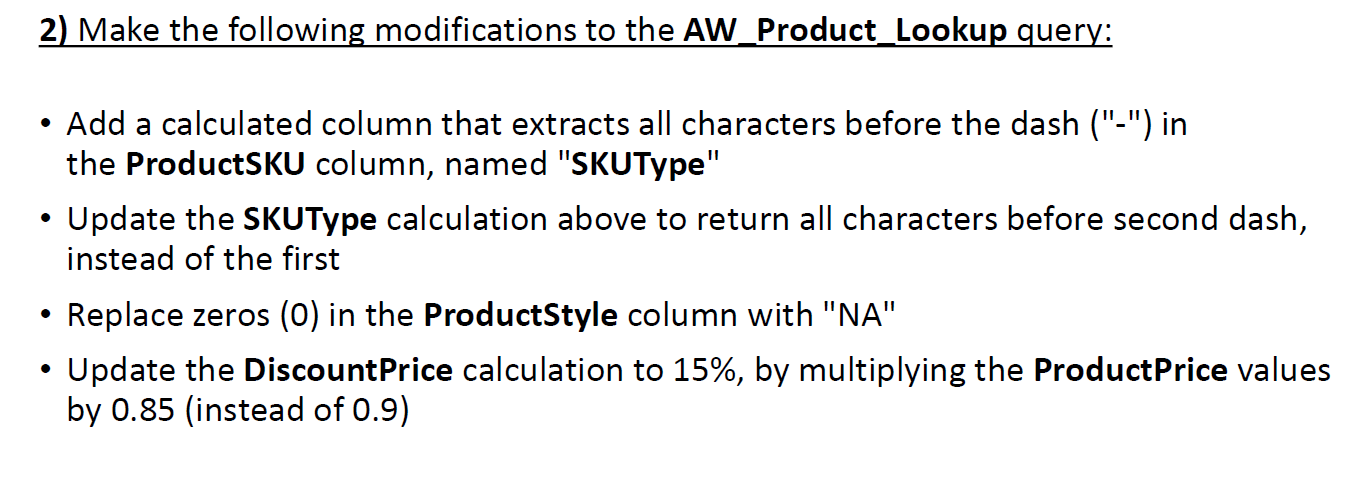 2) Make the following modifications to the AW_Product_Lookup query:
• Add a calculated column that extracts all characters before the dash ("-") in
the ProductSKU column, named "SKUType"
• Update the SKUType calculation above to return all characters before second dash,
instead of the first
• Replace zeros (0) in the ProductStyle column with "NA"
• Update the DiscountPrice calculation to 15%, by multiplying the ProductPrice values
by 0.85 (instead of 0.9)